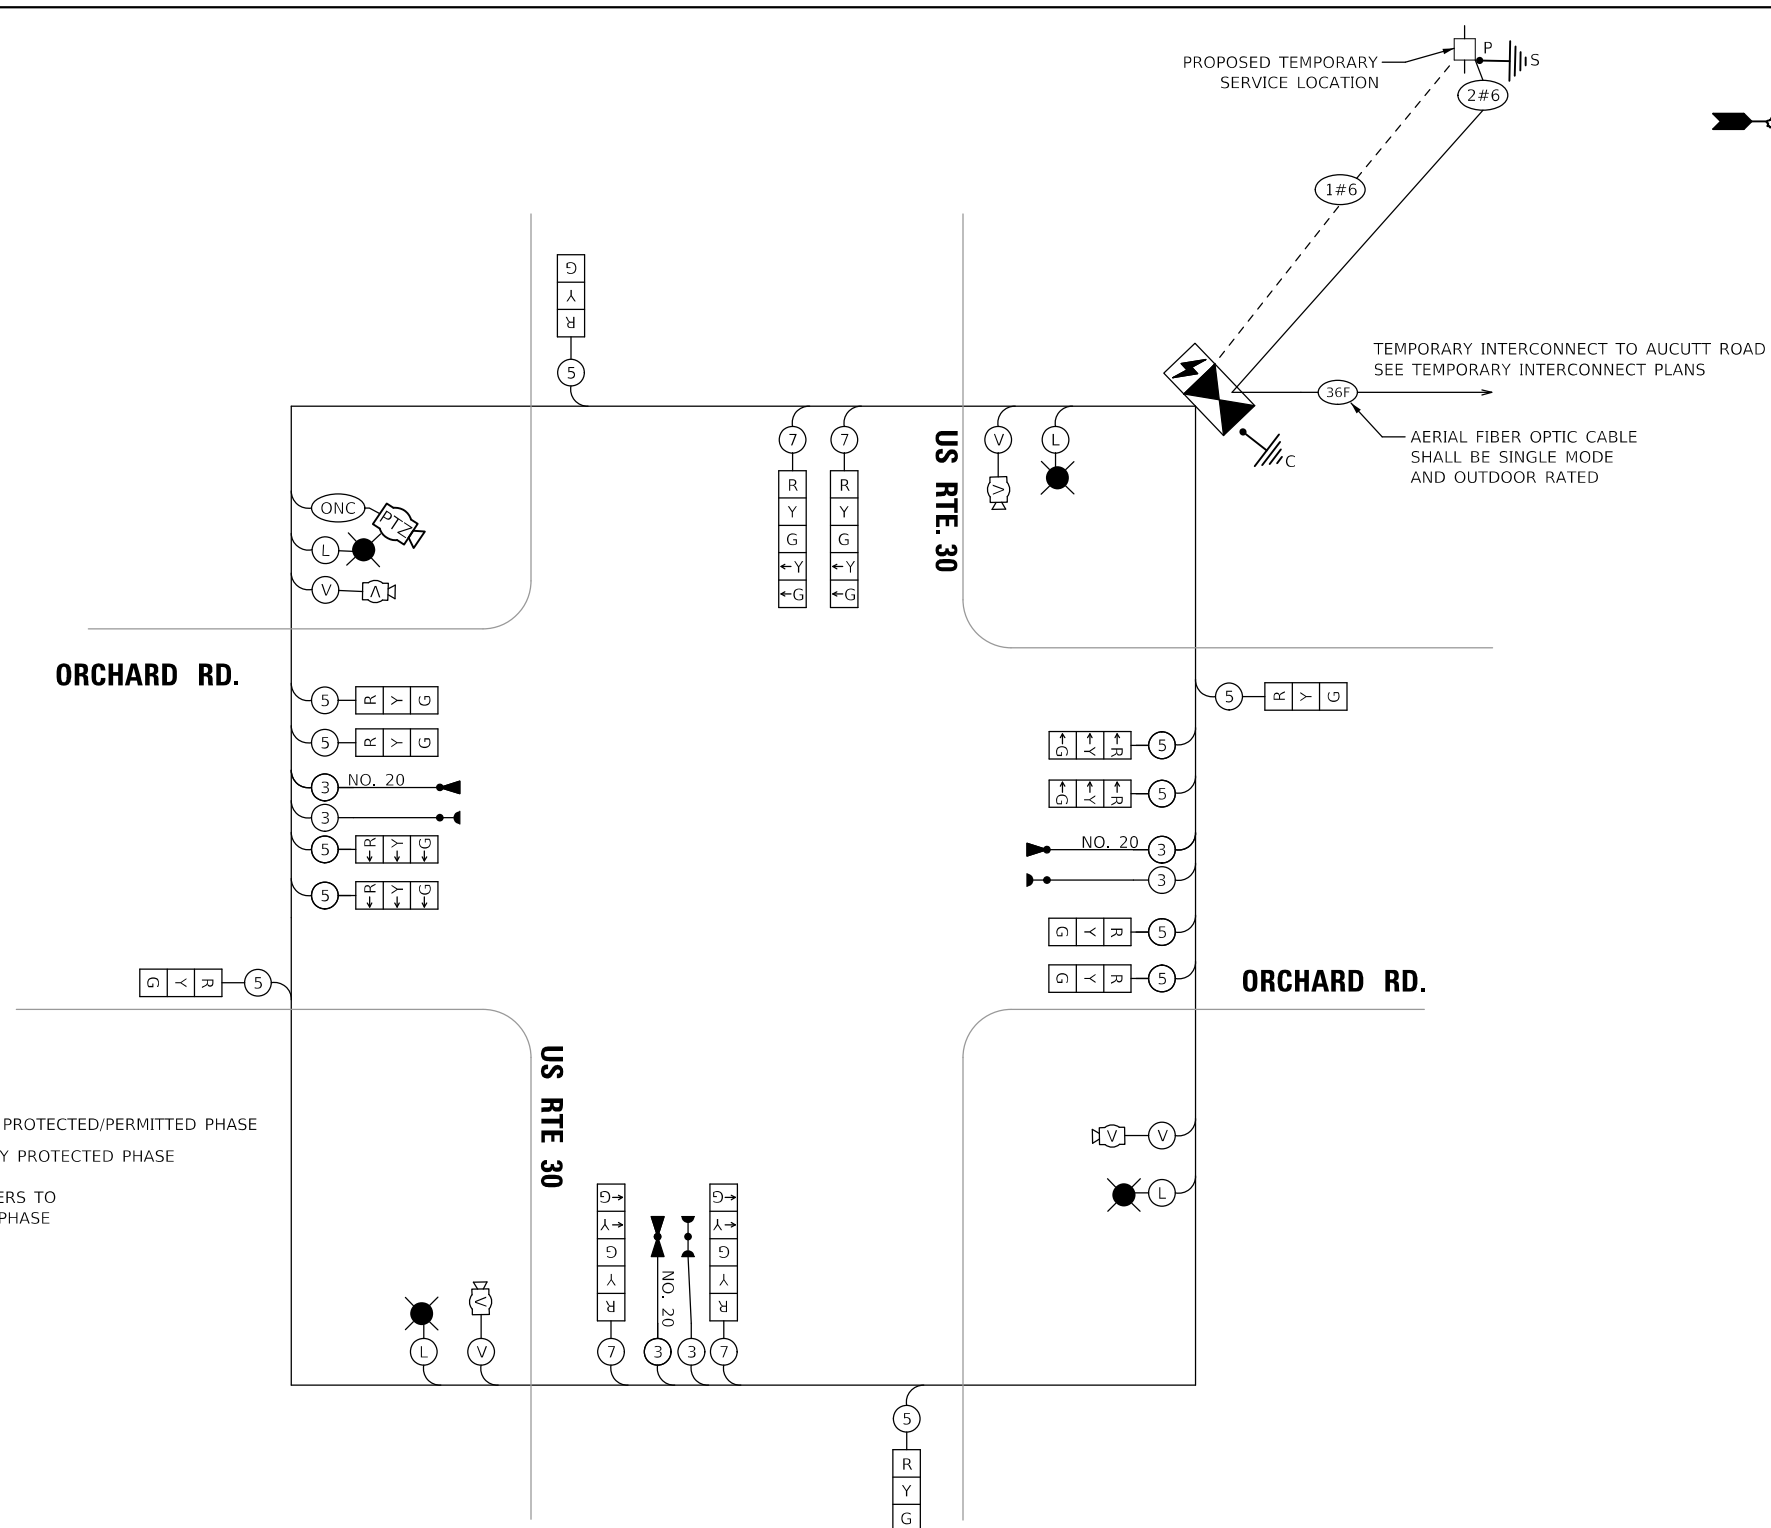 PROPOSED TEMPORARY
SERVICE LOCATION
P
S
2#6
1#6
G
Y
R
5
TEMPORARY INTERCONNECT TO AUCUTT ROAD
SEE TEMPORARY INTERCONNECT PLANS
36F
AERIAL FIBER OPTIC CABLE
SHALL BE SINGLE MODE
AND OUTDOOR RATED
C
7 7
R R
Y Y
G G
←Y ←Y
←G ←G
US RTE. 30
V L
V
ONC
PTZ
L
V V
ORCHARD RD.
5 R Y G
5 R Y G
3 NO. 20
3
5 ←R ←Y ←G
5 ←R ←Y ←G
G Y R 5
5 R Y G
←G ←Y ←R 5
←G ←Y ←R 5
NO. 20 3
3
G Y R 5
G Y R 5
ORCHARD RD.
US RTE 30
PROTECTED/PERMITTED PHASE
Y PROTECTED PHASE
ERS TO
PHASE
V V
L
←G ←G
←Y ←Y
G G
Y Y
R R
NO. 20
V
L V 7 3 3 7
5
R
Y
G